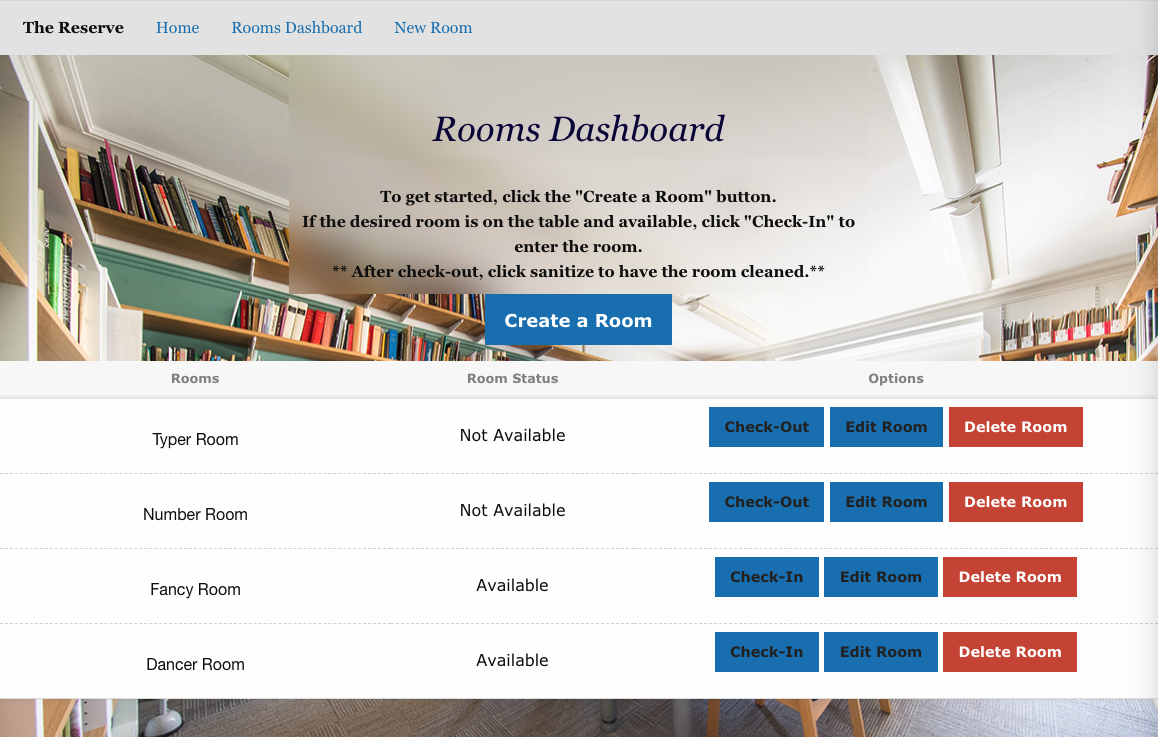 The Reserve Home Rooms Dashboard New Room
Rooms Dashboard
To get started, click the "Create a Room" button.
If the desired room is on the table and available, click "Check-In" to
enter the room.
** After check-out, click sanitize to have the room cleaned.**
Create a Room
Rooms Room Status Options
Typer Room Not Available Check-Out Edit Room Delete Room
Number Room Not Available Check-Out Edit Room Delete Room
Fancy Room Available Check-In Edit Room Delete Room
Dancer Room Available Check-In Edit Room Delete Room